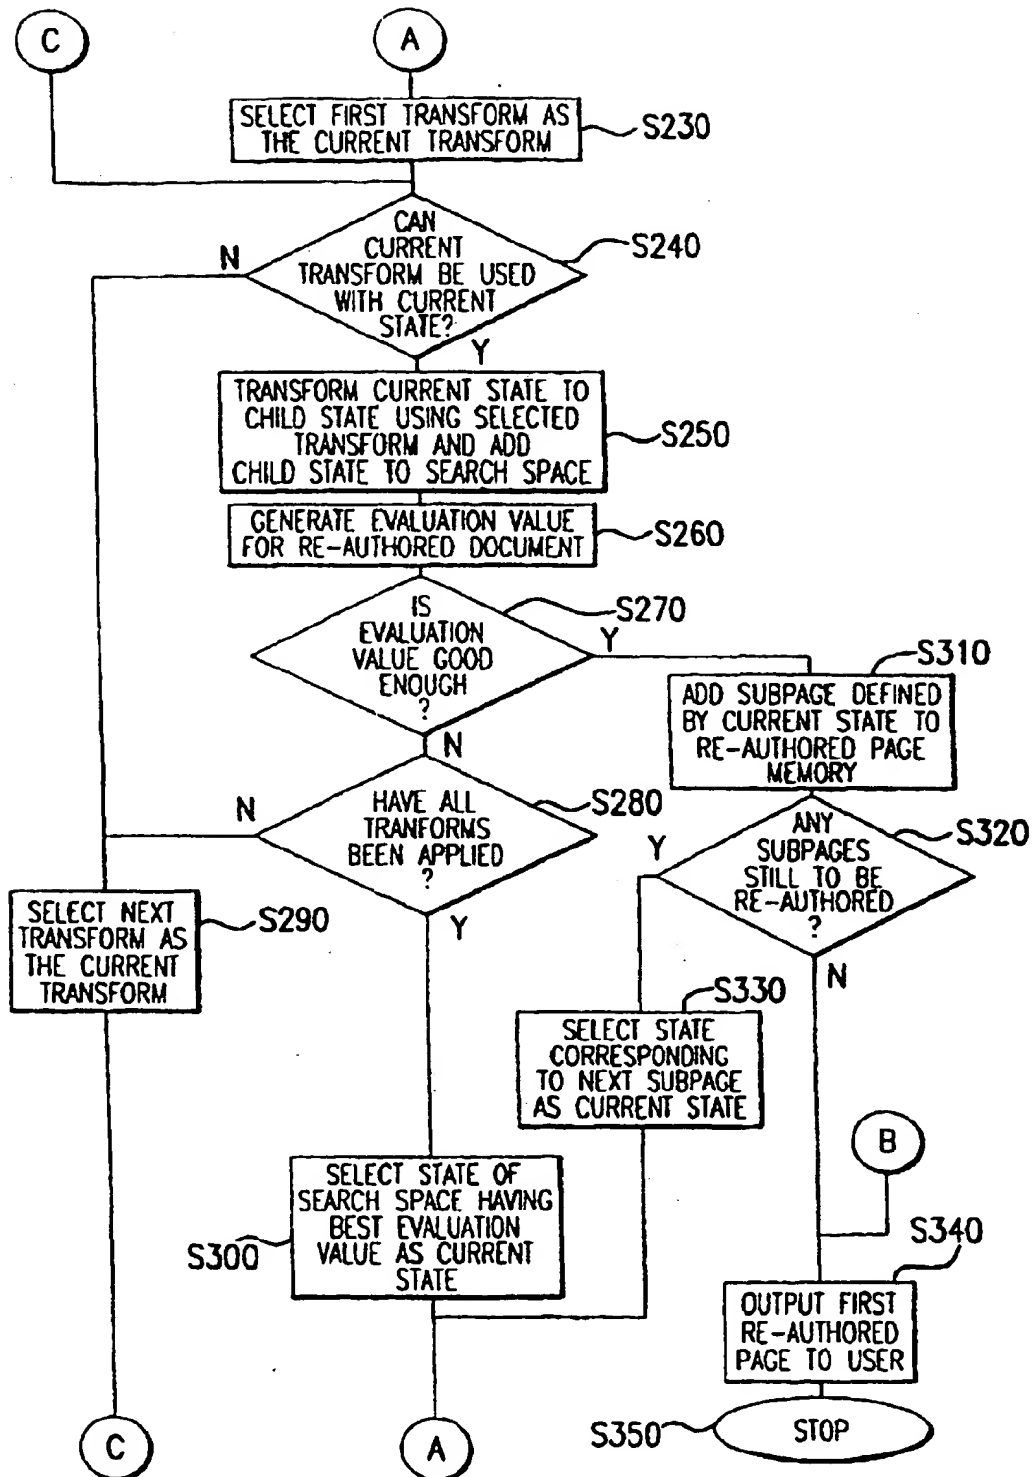 C
A
SELECT FIRST TRANSFORM AS
THE CURRENT TRANSFORM
S230
CAN
CURRENT
TRANSFORM BE USED
WITH CURRENT
STATE?
S240
N
Y
TRANSFORM CURRENT STATE TO
CHILD STATE USING SELECTED
TRANSFORM AND ADD
CHILD STATE TO SEARCH SPACE
S250
GENERATE EVALUATION VALUE
FOR RE-AUTHORED DOCUMENT
S260
IS
EVALUATION
VALUE GOOD
ENOUGH
?
S270
Y
N
ADD SUBPAGE DEFINED
BY CURRENT STATE TO
RE-AUTHORED PAGE
MEMORY
S310
HAVE ALL
TRANFORMS
BEEN APPLIED
?
S280
N
Y
ANY
SUBPAGES
STILL TO BE
RE-AUTHORED
?
S320
Y
N
SELECT NEXT
TRANSFORM AS
THE CURRENT
TRANSFORM
S290
SELECT STATE
CORRESPONDING
TO NEXT SUBPAGE
AS CURRENT STATE
S330
B
SELECT STATE OF
SEARCH SPACE HAVING
BEST EVALUATION
VALUE AS CURRENT
STATE
S300
OUTPUT FIRST
RE-AUTHORED
PAGE TO USER
S340
STOP
S350
C
A